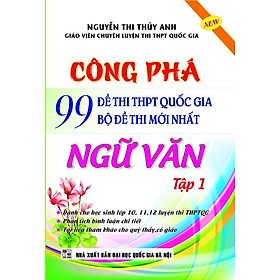 NGUYỄN THỊ THÙY ANH
GIÁO VIÊN CHUYÊN LUYỆN THI THPT QUỐC GIA
NEW
CÔNG PHÁ
99 ĐỀ THI THPT QUỐC GIA
BỘ ĐỀ THI MỚI NHẤT
NGỮ VĂN
Tập 1
Dành cho học sinh lớp 10, 11, 12 luyện thi THPTQG
Phân tích bình luận chi tiết
Tài liệu tham khảo cho quý thầy, cô giáo
NHÀ XUẤT BẢN ĐẠI HỌC QUỐC GIA HÀ NỘI